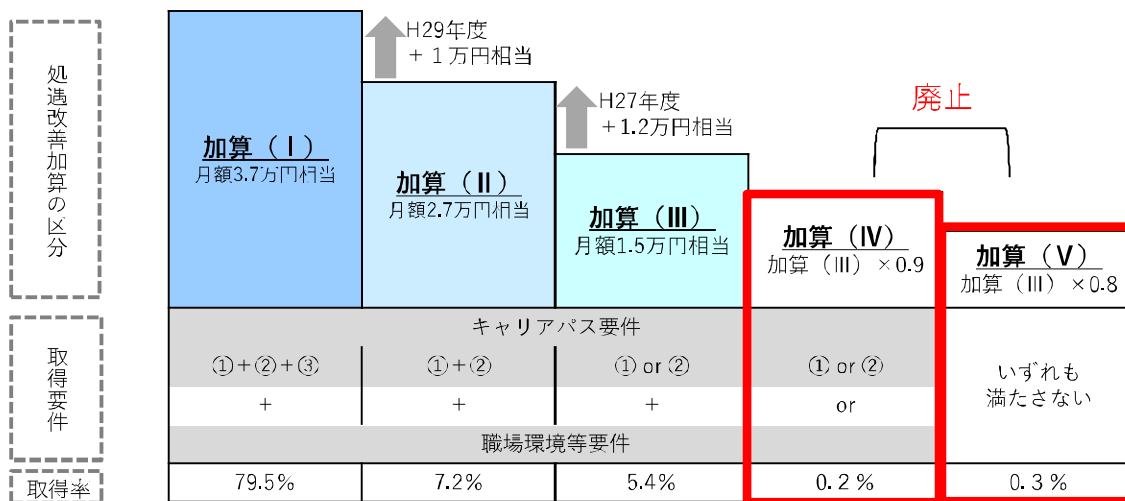 処遇改善加算の区分
加算（Ⅰ）
月額3.7万円相当
H29年度
＋１万円相当
加算（Ⅱ）
月額2.7万円相当
H27年度
＋1.2万円相当
加算（Ⅲ）
月額1.5万円相当
廃止
加算（Ⅳ）
加算（Ⅲ）×0.9
加算（Ⅴ）
加算（Ⅲ）×0.8
取得要件
キャリアパス要件
①＋②＋③
①＋②
① or ②
① or ②
いずれも
満たさない
＋
＋
＋
or
職場環境等要件
取得率
79.5%
7.2%
5.4%
0.2％
0.3％